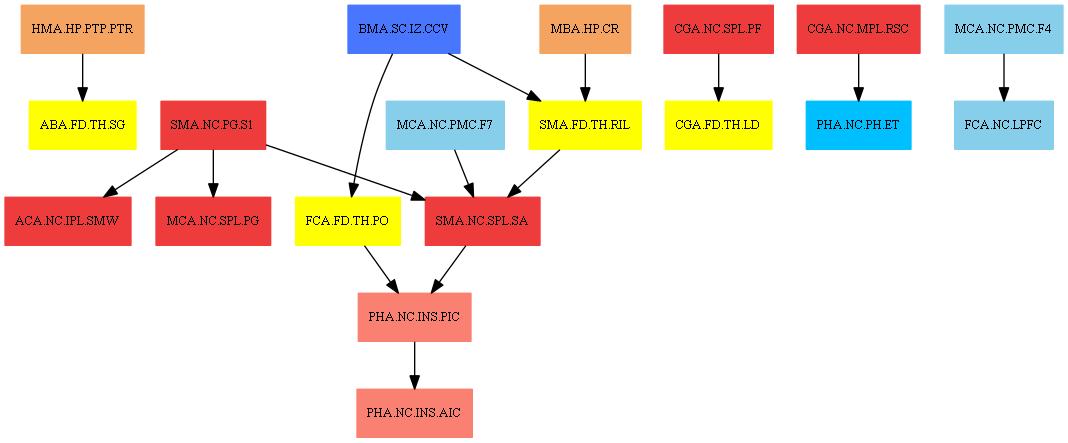 HMA.HP.PTP.PTR
BMA.SC.IZ.CCV
MBA.HP.CR
CGA.NC.SPL.PF
CGA.NC.MPL.RSC
MCA.NC.PMC.F4
ABA.FD.TH.SG
SMA.NC.PG.S1
MCA.NC.PMC.F7
SMA.FD.TH.RIL
CGA.FD.TH.LD
PHA.NC.PH.ET
FCA.NC.LPFC
ACA.NC.IPL.SMW
MCA.NC.SPL.PG
FCA.FD.TH.PO
SMA.NC.SPL.SA
PHA.NC.INS.PIC
PHA.NC.INS.AIC